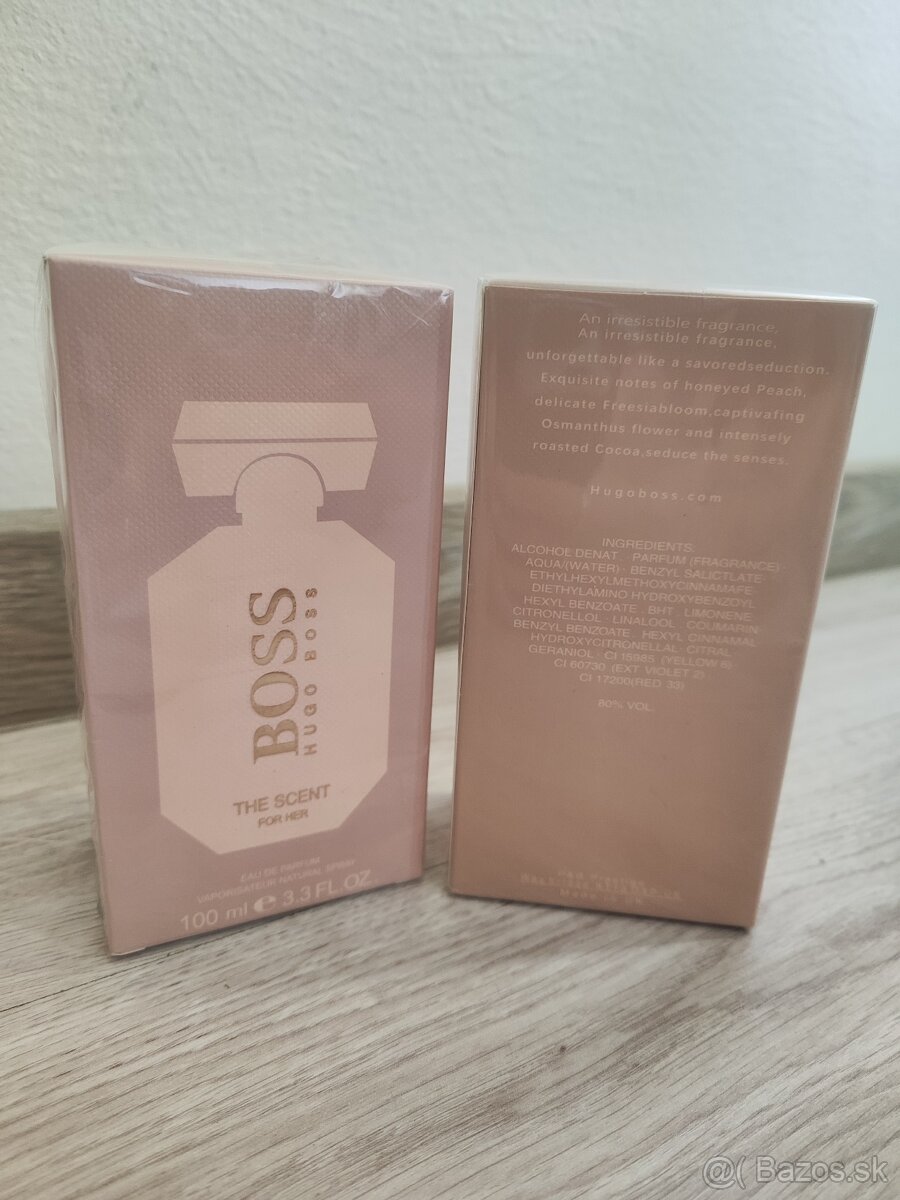 BOSS
HUGO BOSS
THE SCENT
FOR HER
EAU DE PARFUM
VAPORISATEUR NATURAL SPRAY
100 ml e 3.3 FL.OZ.
An irresistible fragrance,
An irresistible fragrance,
unforgettable like a savoredseduction.
Exquisite notes of honeyed Peach,
delicate Freesiabloom,captivafing
Osmanthus flower and intensely
roasted Cocoa,seduce the senses.
Hugoboss.com
INGREDIENTS.
ALCOHOL DENAT · PARFUM (FRAGRANCE)·
AQUA/(WATER) · BENZYL SALICTLATE·
ETHYLHEXYLMETHOXYCINNAMAFE·
DIETHYLAMINO HYDROXYBENZOYL
HEXYL BENZOATE . BHT . LIMONENE·
CITRONELLOL · LINALOOL . COUMARIN·
BENZYL BENZOATE . HEXYL CINNAMAL
HYDROXYCITRONELLAL · CITRAL·
GERANIOL · CI 15985 (YELLOW 6)·
CI 60730 (EXT VIOLET 2)·
CI 17200(RED 33)
80% VOL.
@( Bazos.sk